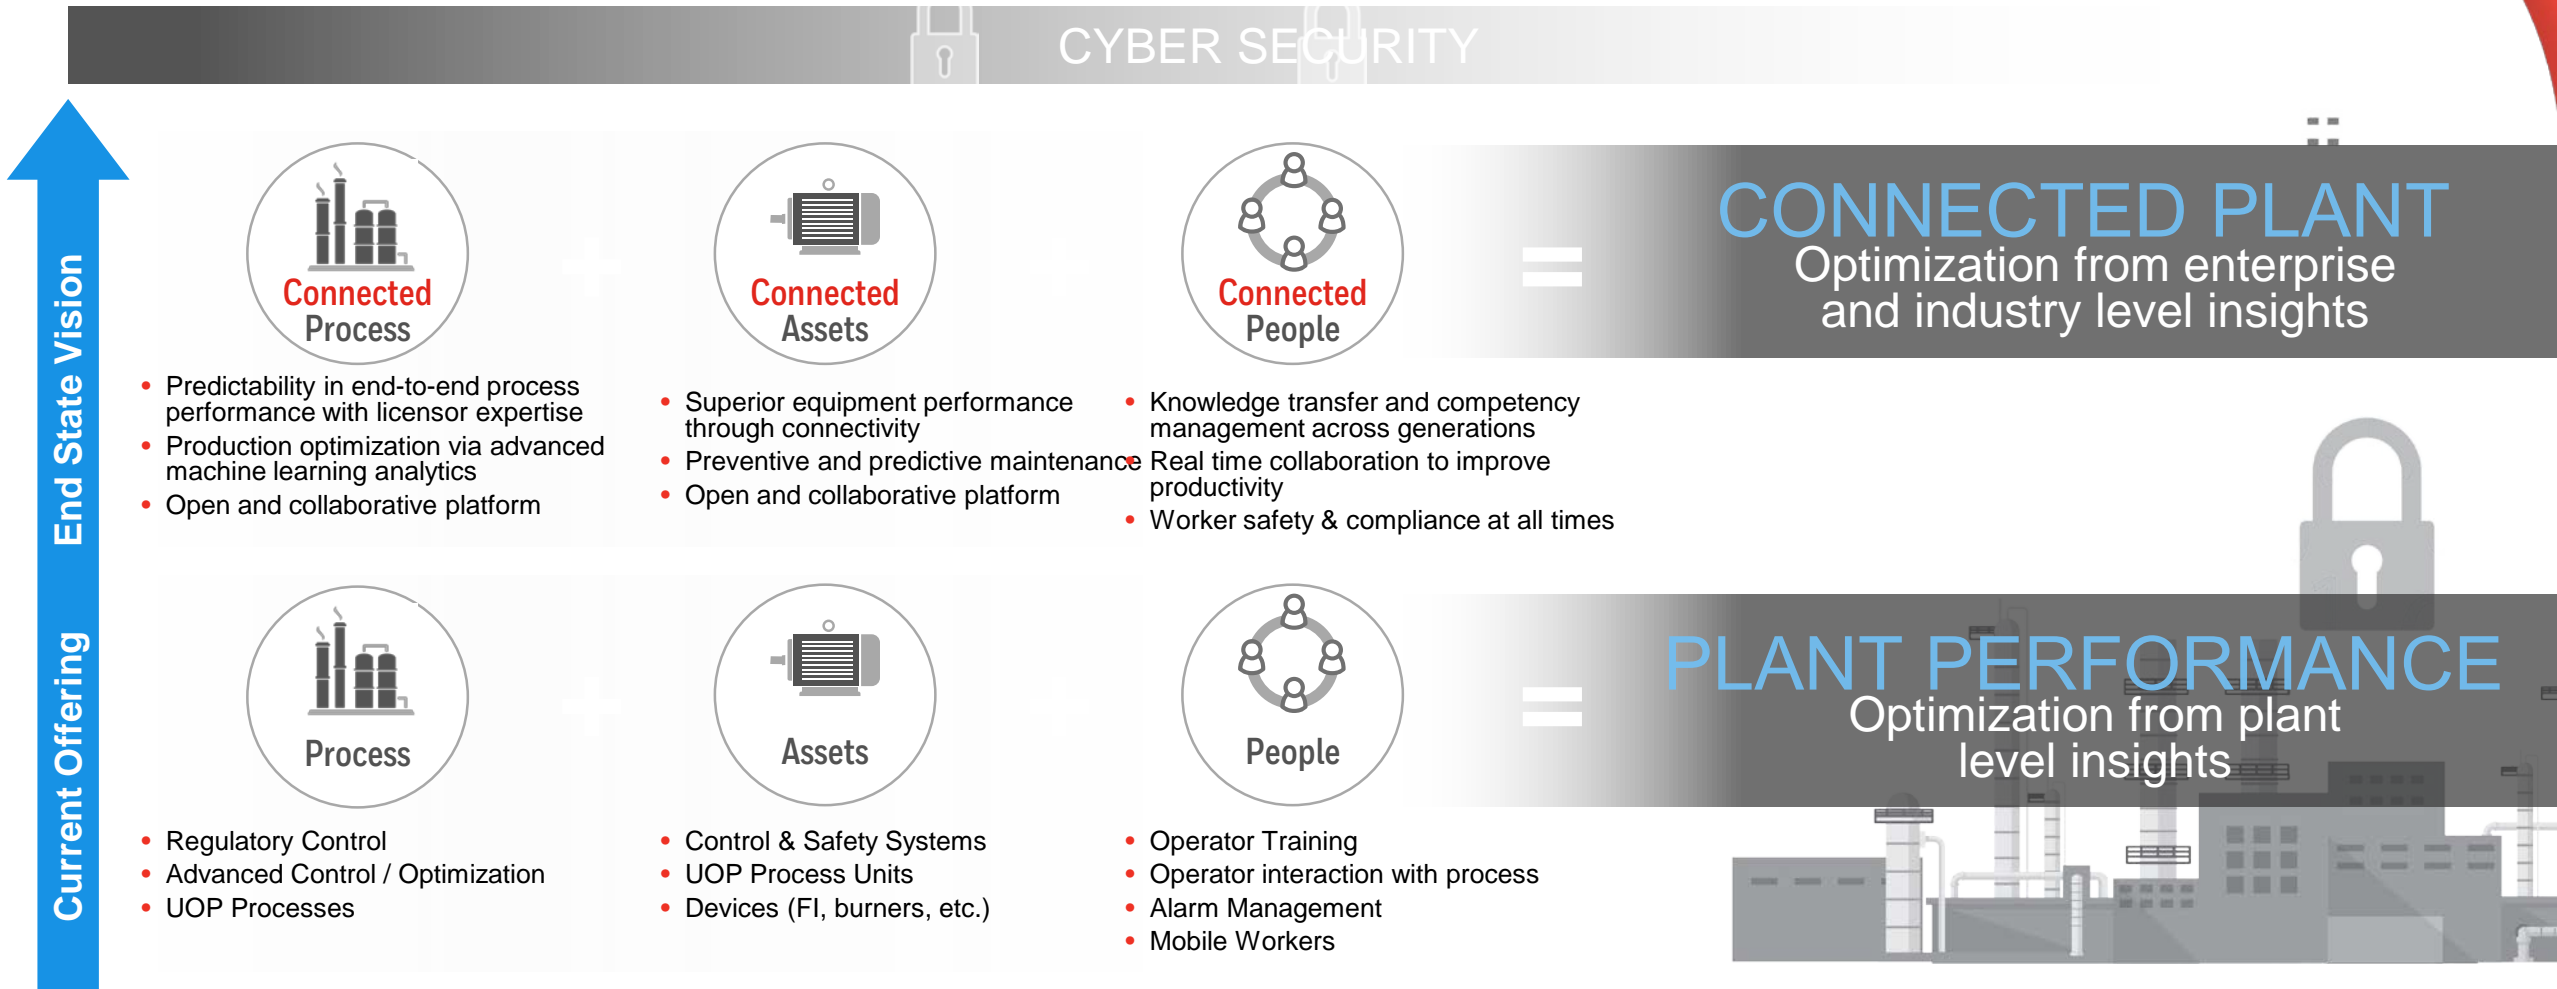 CYBER SECURITY
End State Vision
Connected
Process
Connected
Assets
Connected
People
=
CONNECTED PLANT
Optimization from enterprise
and industry level insights
• Predictability in end-to-end process
performance with licensor expertise
• Production optimization via advanced
machine learning analytics
• Open and collaborative platform
• Superior equipment performance
through connectivity
• Preventive and predictive maintenance
• Open and collaborative platform
• Knowledge transfer and competency
management across generations
• Real time collaboration to improve
productivity
• Worker safety & compliance at all times
Current Offering
Process
Assets
People
=
PLANT PERFORMANCE
Optimization from plant
level insights
• Regulatory Control
• Advanced Control / Optimization
• UOP Processes
• Control & Safety Systems
• UOP Process Units
• Devices (FI, burners, etc.)
• Operator Training
• Operator interaction with process
• Alarm Management
• Mobile Workers